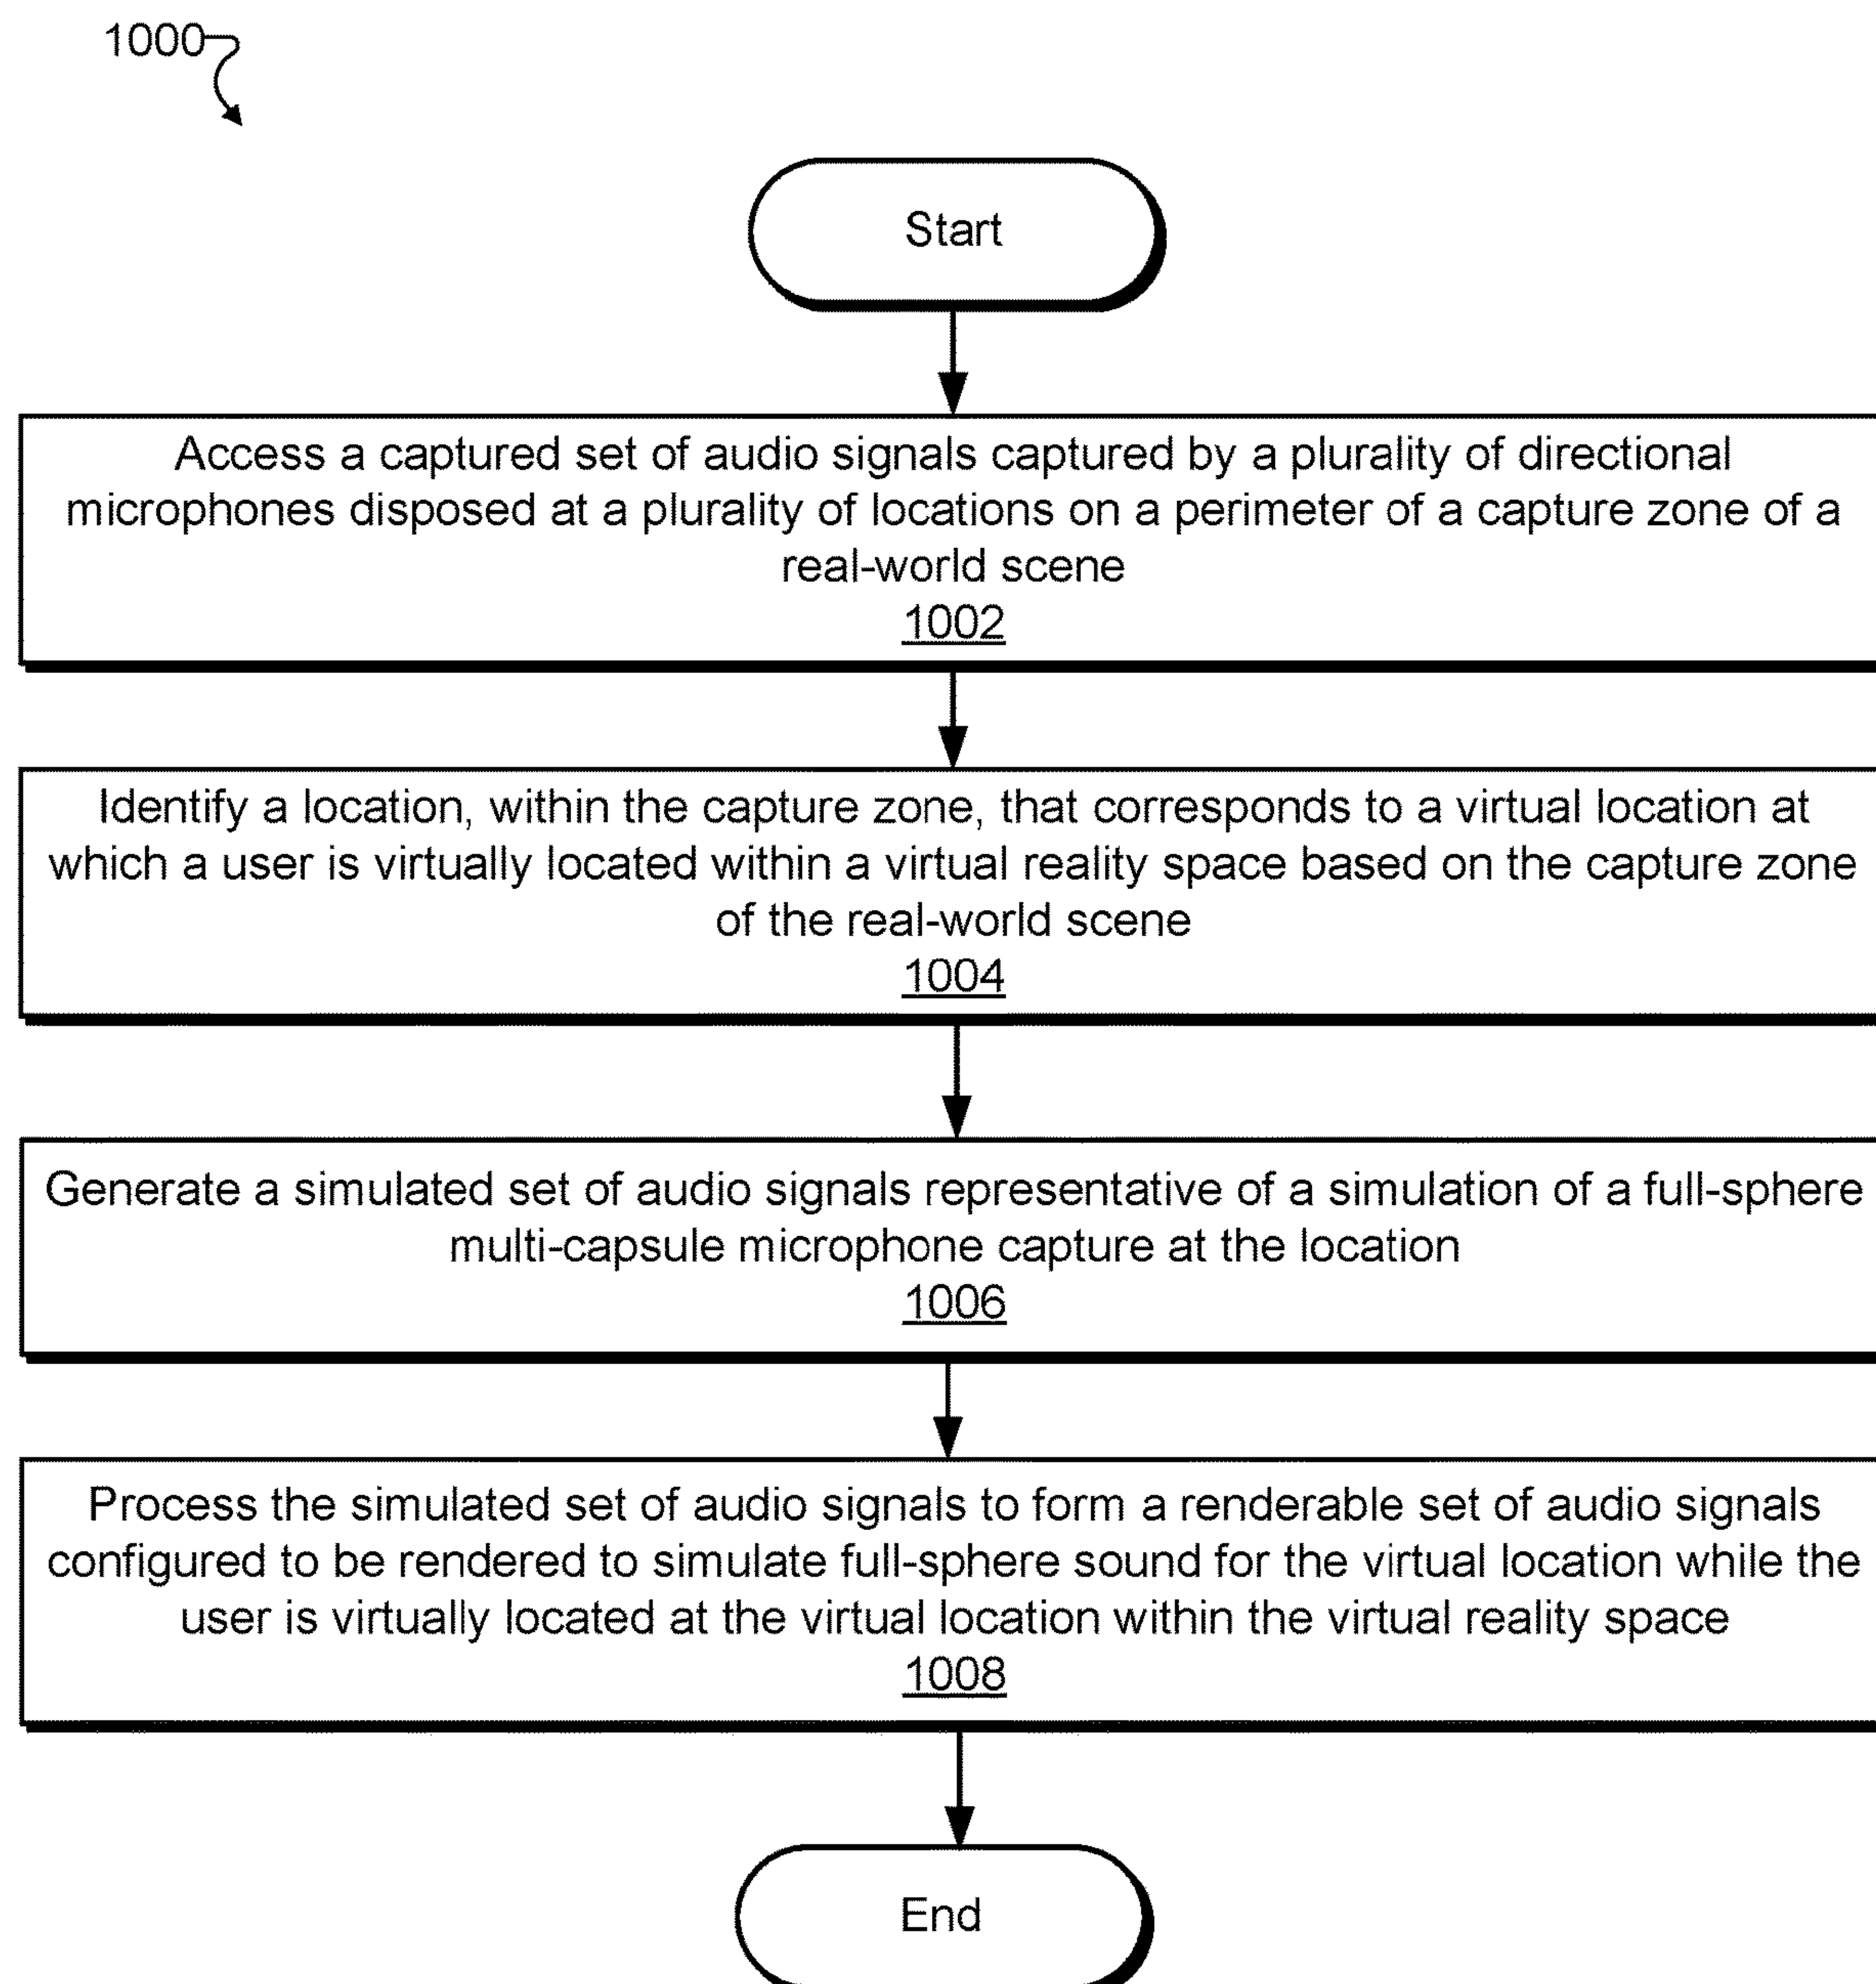 1000
Start
Access a captured set of audio signals captured by a plurality of directional
microphones disposed at a plurality of locations on a perimeter of a capture zone of a
real-world scene
1002
Identify a location, within the capture zone, that corresponds to a virtual location at
which a user is virtually located within a virtual reality space based on the capture zone
of the real-world scene
1004
Generate a simulated set of audio signals representative of a simulation of a full-sphere
multi-capsule microphone capture at the location
1006
Process the simulated set of audio signals to form a renderable set of audio signals
configured to be rendered to simulate full-sphere sound for the virtual location while the
user is virtually located at the virtual location within the virtual reality space
1008
End